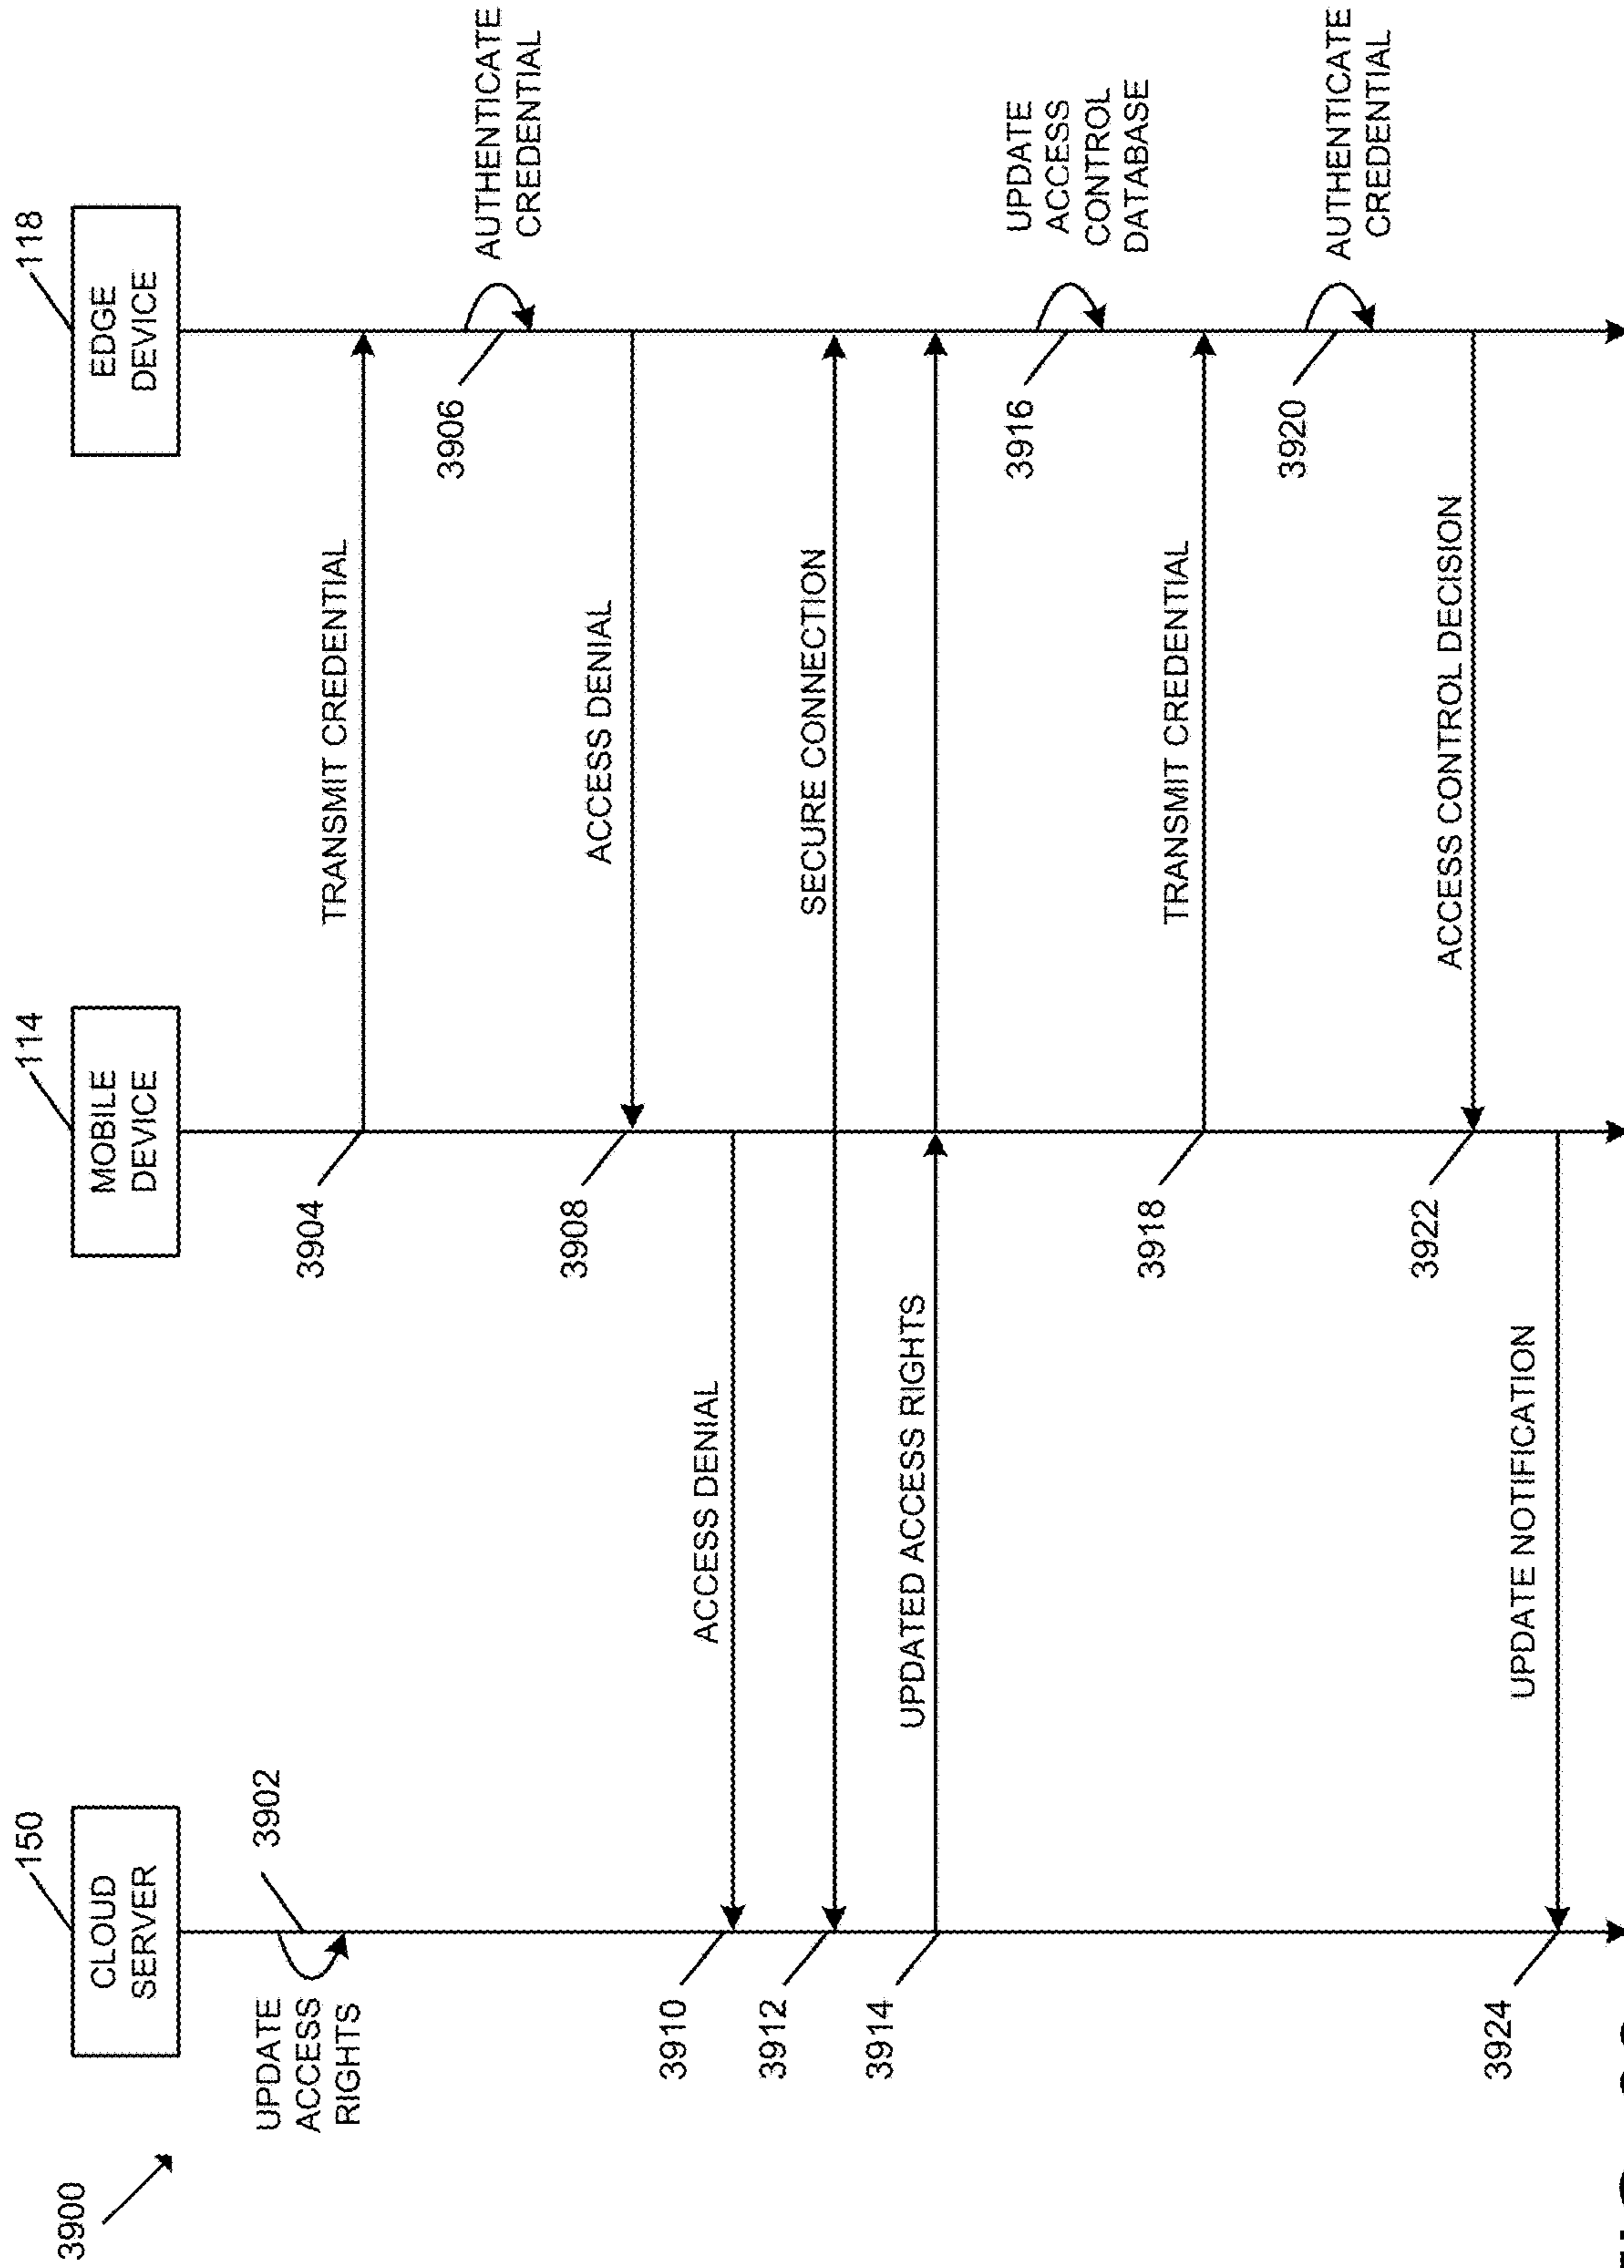 3900
150
CLOUD
SERVER
114
MOBILE
DEVICE
118
EDGE
DEVICE
UPDATE
ACCESS
RIGHTS
3902
3904
TRANSMIT CREDENTIAL
3906
AUTHENTICATE
CREDENTIAL
3908
ACCESS DENIAL
3910
ACCESS DENIAL
3912
SECURE CONNECTION
3914
UPDATED ACCESS RIGHTS
3916
UPDATE
ACCESS
CONTROL
DATABASE
3918
TRANSMIT CREDENTIAL
3920
AUTHENTICATE
CREDENTIAL
3922
ACCESS CONTROL DECISION
3924
UPDATE NOTIFICATION